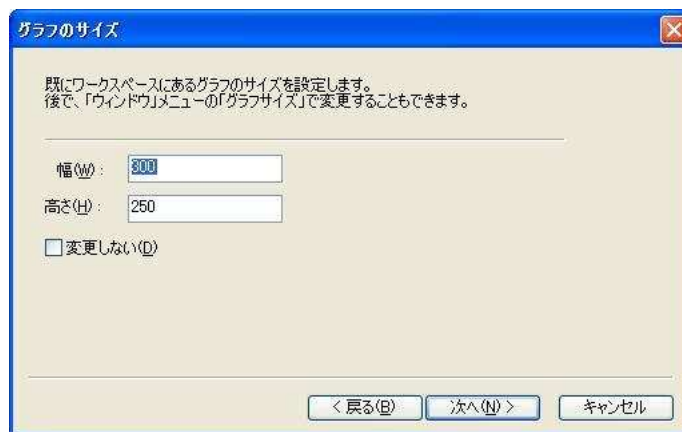 グラフのサイズ
既にワークスペースにあるグラフのサイズを設定します。
後で、「ウィンドウ」メニューの「グラフサイズ」で変更することもできます。
幅(W): 300
高さ(H): 250
変更しない(D)
< 戻る(B) 次へ(N) > キャンセル